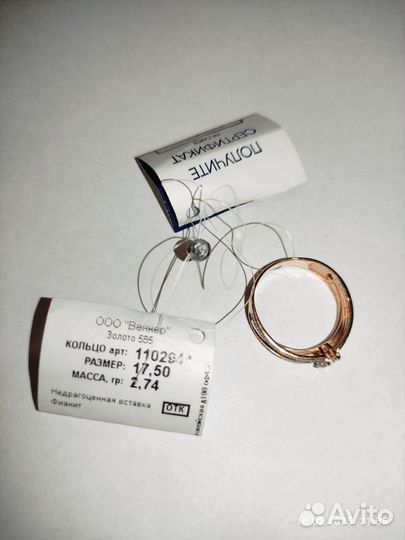 ПОЛУЧИТЕ
СЕРТИФИКАТ
ООО "Веннер"
Золото 585
КОЛЬЦО арт:
РАЗМЕР: 17,50
МАССА, гр: 2,74
Недрагоценная вставка
Фианит
ОТК
Avito